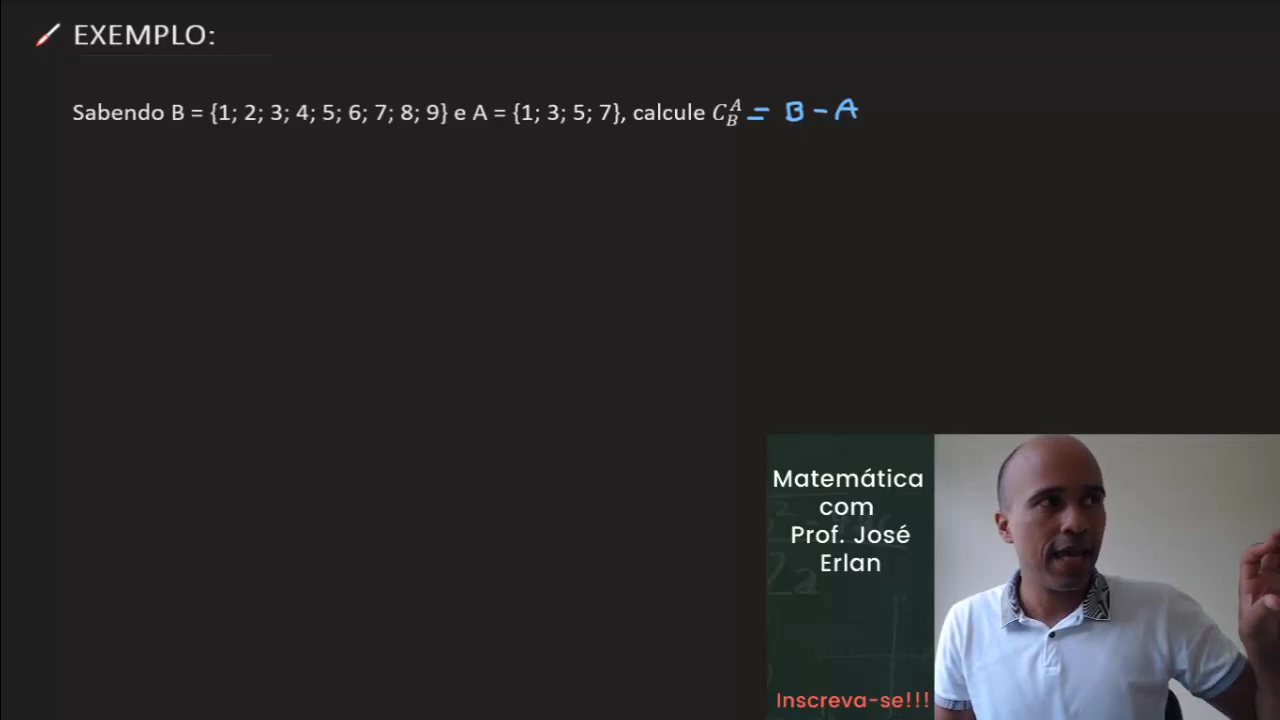 EXEMPLO:
Sabendo B = {1; 2; 3; 4; 5; 6; 7; 8; 9} e A = {1; 3; 5; 7}, calcule C_B^A = B - A
Matemática
com
Prof. José
Erlan
Inscreva-se!!!